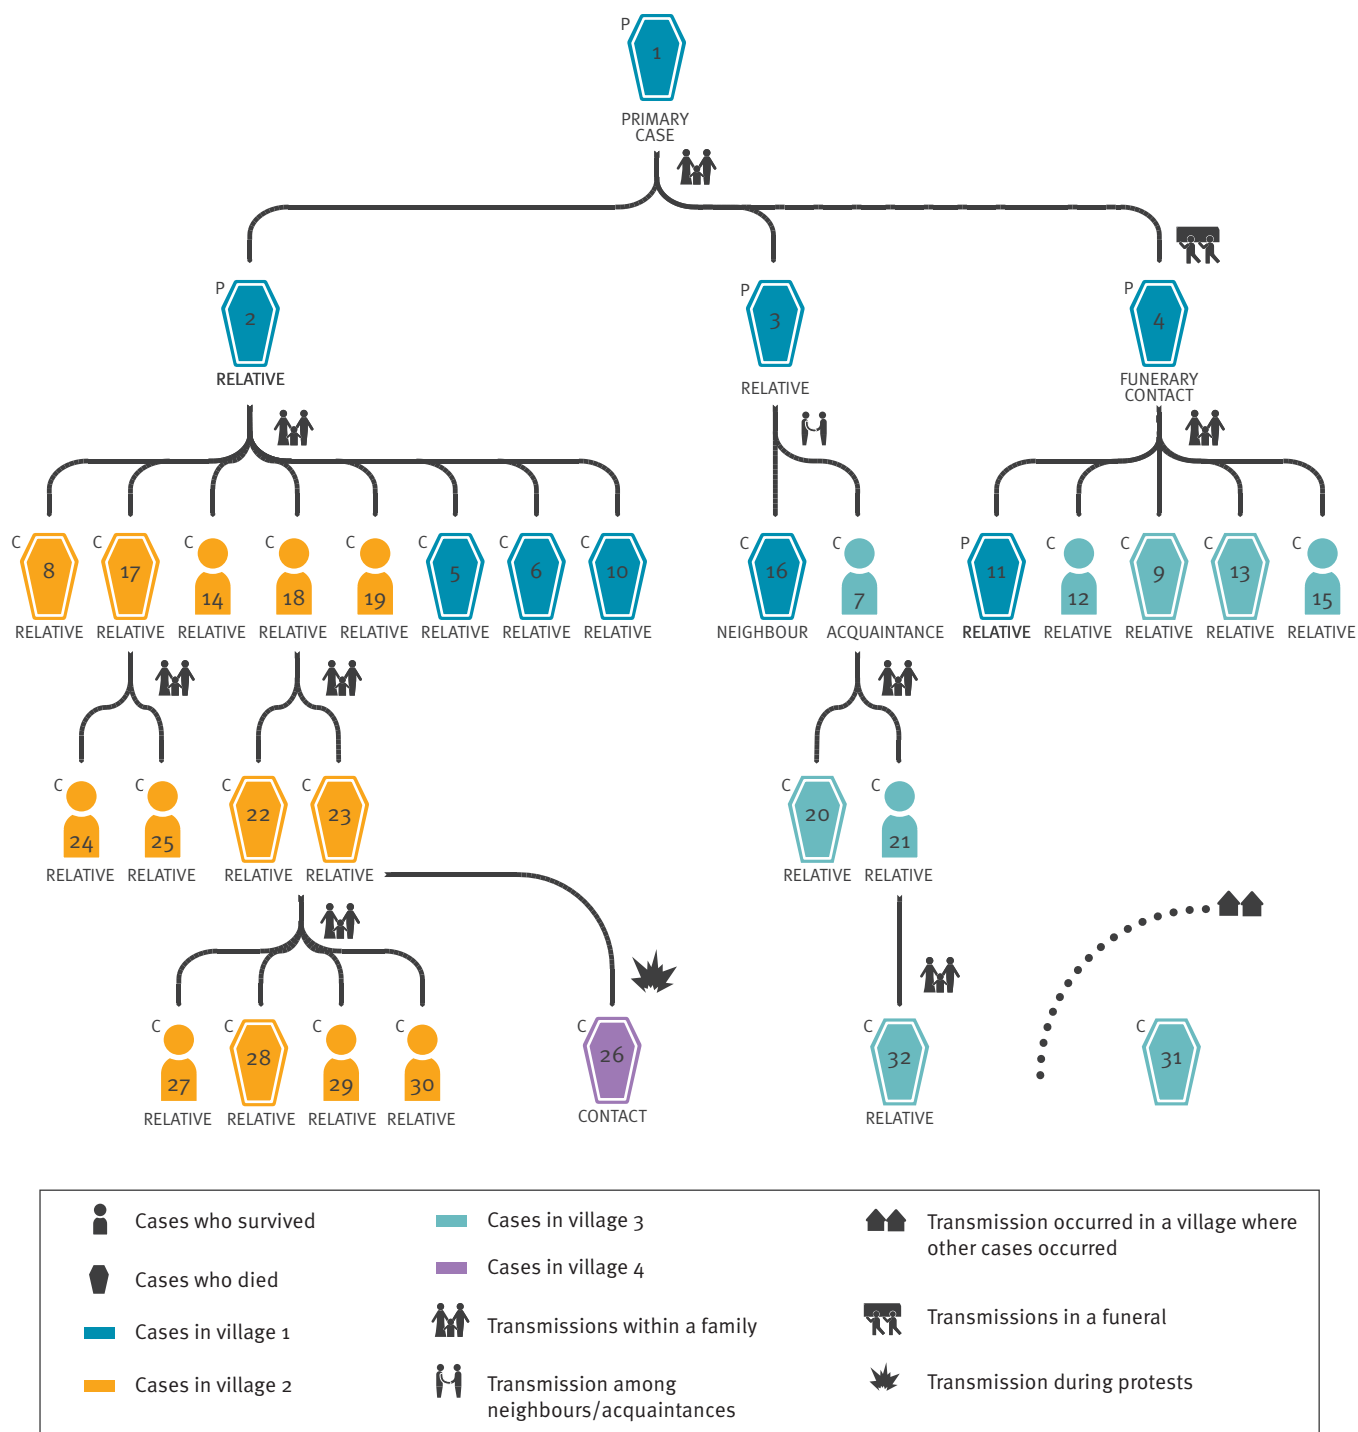 P
1
PRIMARY
CASE
P
2
RELATIVE
P
3
RELATIVE
P
4
FUNERARY
CONTACT
C
8
RELATIVE
C
17
RELATIVE
C
14
RELATIVE
C
18
RELATIVE
C
19
RELATIVE
C
5
RELATIVE
C
6
RELATIVE
C
10
RELATIVE
C
16
NEIGHBOUR
C
7
ACQUAINTANCE
P
11
RELATIVE
C
12
RELATIVE
C
9
RELATIVE
C
13
RELATIVE
C
15
RELATIVE
C
24
RELATIVE
C
25
RELATIVE
C
22
RELATIVE
C
23
RELATIVE
C
20
RELATIVE
C
21
RELATIVE
C
27
RELATIVE
C
28
RELATIVE
C
29
RELATIVE
C
30
RELATIVE
C
26
CONTACT
C
32
RELATIVE
C
31
Cases who survived
Cases who died
Cases in village 1
Cases in village 2
Cases in village 3
Cases in village 4
Transmissions within a family
Transmission among
neighbours/acquaintances
Transmission occurred in a village where
other cases occurred
Transmissions in a funeral
Transmission during protests